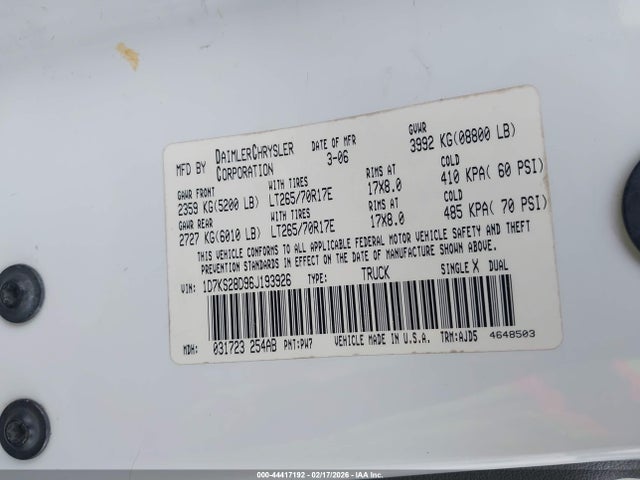 MFD BY DAIMLERCHRYSLER CORPORATION DATE OF MFR 3-06 GVWR 3992 KG(08800 LB)
GAWR FRONT WITH TIRES RIMS AT COLD
2359 KG(5200 LB) LT265/70R17E 17X8.0 410 KPA( 60 PSI)
GAWR REAR WITH TIRES RIMS AT COLD
2727 KG(6010 LB) LT265/70R17E 17X8.0 485 KPA( 70 PSI)
THIS VEHICLE CONFORMS TO ALL APPLICABLE FEDERAL MOTOR VEHICLE SAFETY AND THEFT
PREVENTION STANDARDS IN EFFECT ON THE DATE OF MANUFACTURE SHOWN ABOVE.
VIN: 1D7KS28D96J193926 TYPE: TRUCK SINGLE X DUAL
MDH: 031723 254AB PNT:PW7 VEHICLE MADE IN U.S.A. TRM:AJD5 4648503
000-44417192 - 02/17/2026 - IAAI Inc. Copyright